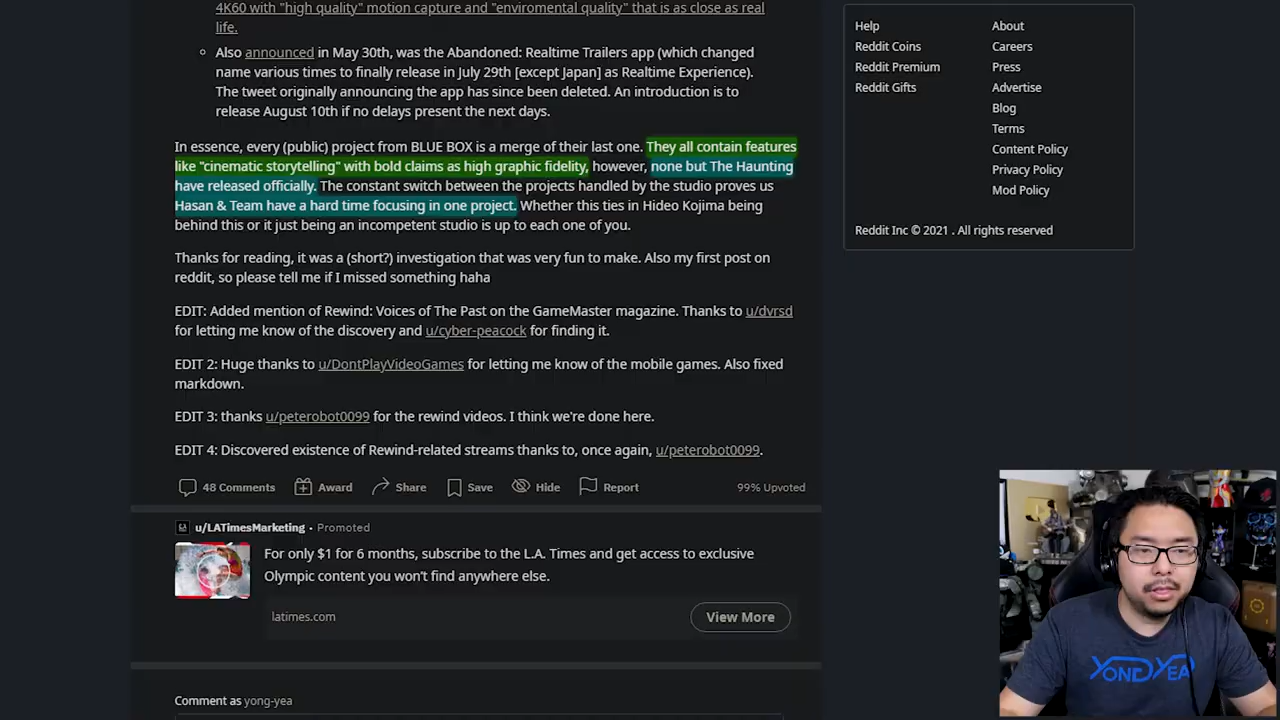 4K60 with "high quality" motion capture and "enviromental quality" that is as close as real
life.
Also announced in May 30th, was the Abandoned: Realtime Trailers app (which changed
name various times to finally release in July 29th [except Japan] as Realtime Experience).
The tweet originally announcing the app has since been deleted. An introduction is to
release August 10th if no delays present the next days.
In essence, every (public) project from BLUE BOX is a merge of their last one. They all contain features
like "cinematic storytelling" with bold claims as high graphic fidelity, however, none but The Haunting
have released officially. The constant switch between the projects handled by the studio proves us
Hasan & Team have a hard time focusing in one project. Whether this ties in Hideo Kojima being
behind this or it just being an incompetent studio is up to each one of you.
Thanks for reading, it was a (short?) investigation that was very fun to make. Also my first post on
reddit, so please tell me if I missed something haha
EDIT: Added mention of Rewind: Voices of The Past on the GameMaster magazine. Thanks to u/dvrsd
for letting me know of the discovery and u/cyber-peacock for finding it.
EDIT 2: Huge thanks to u/DontPlayVideoGames for letting me know of the mobile games. Also fixed
markdown.
EDIT 3: thanks u/peterobot0099 for the rewind videos. I think we're done here.
EDIT 4: Discovered existence of Rewind-related streams thanks to, once again, u/peterobot0099.
48 Comments Award Share Save Hide Report 99% Upvoted
u/LATimesMarketing • Promoted
For only $1 for 6 months, subscribe to the L.A. Times and get access to exclusive
Olympic content you won't find anywhere else.
latimes.com View More
Comment as yong-yea
Help About
Reddit Coins Careers
Reddit Premium Press
Reddit Gifts Advertise
Blog
Terms
Content Policy
Privacy Policy
Mod Policy
Reddit Inc © 2021 . All rights reserved
YONGYEA